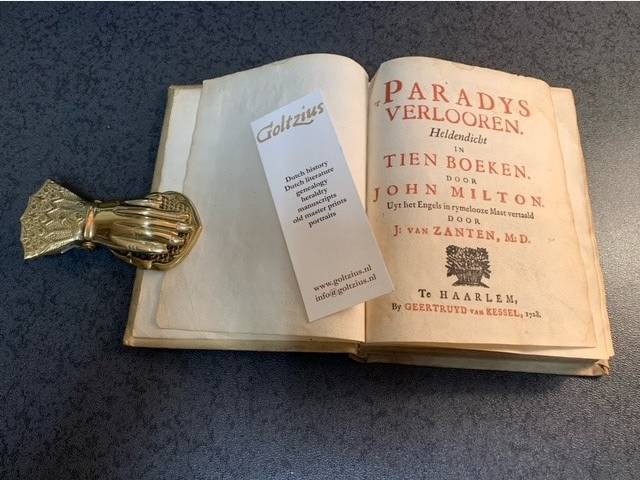 Goltzius
Dutch history
Dutch literature
genealogy
heraldry
manuscripts
old master prints
portraits
www.goltzius.nl
info@goltzius.nl
'T PARADYS
VERLOOREN.
Heldendicht
IN
TIEN BOEKEN.
DOOR
JOHN MILTON.
Uyt het Engels in rymelooze Maat vertaald
DOOR
J: VAN ZANTEN, M: D.
Te HAARLEM,
By GEERTRUYD VAN KESSEL, 1728.